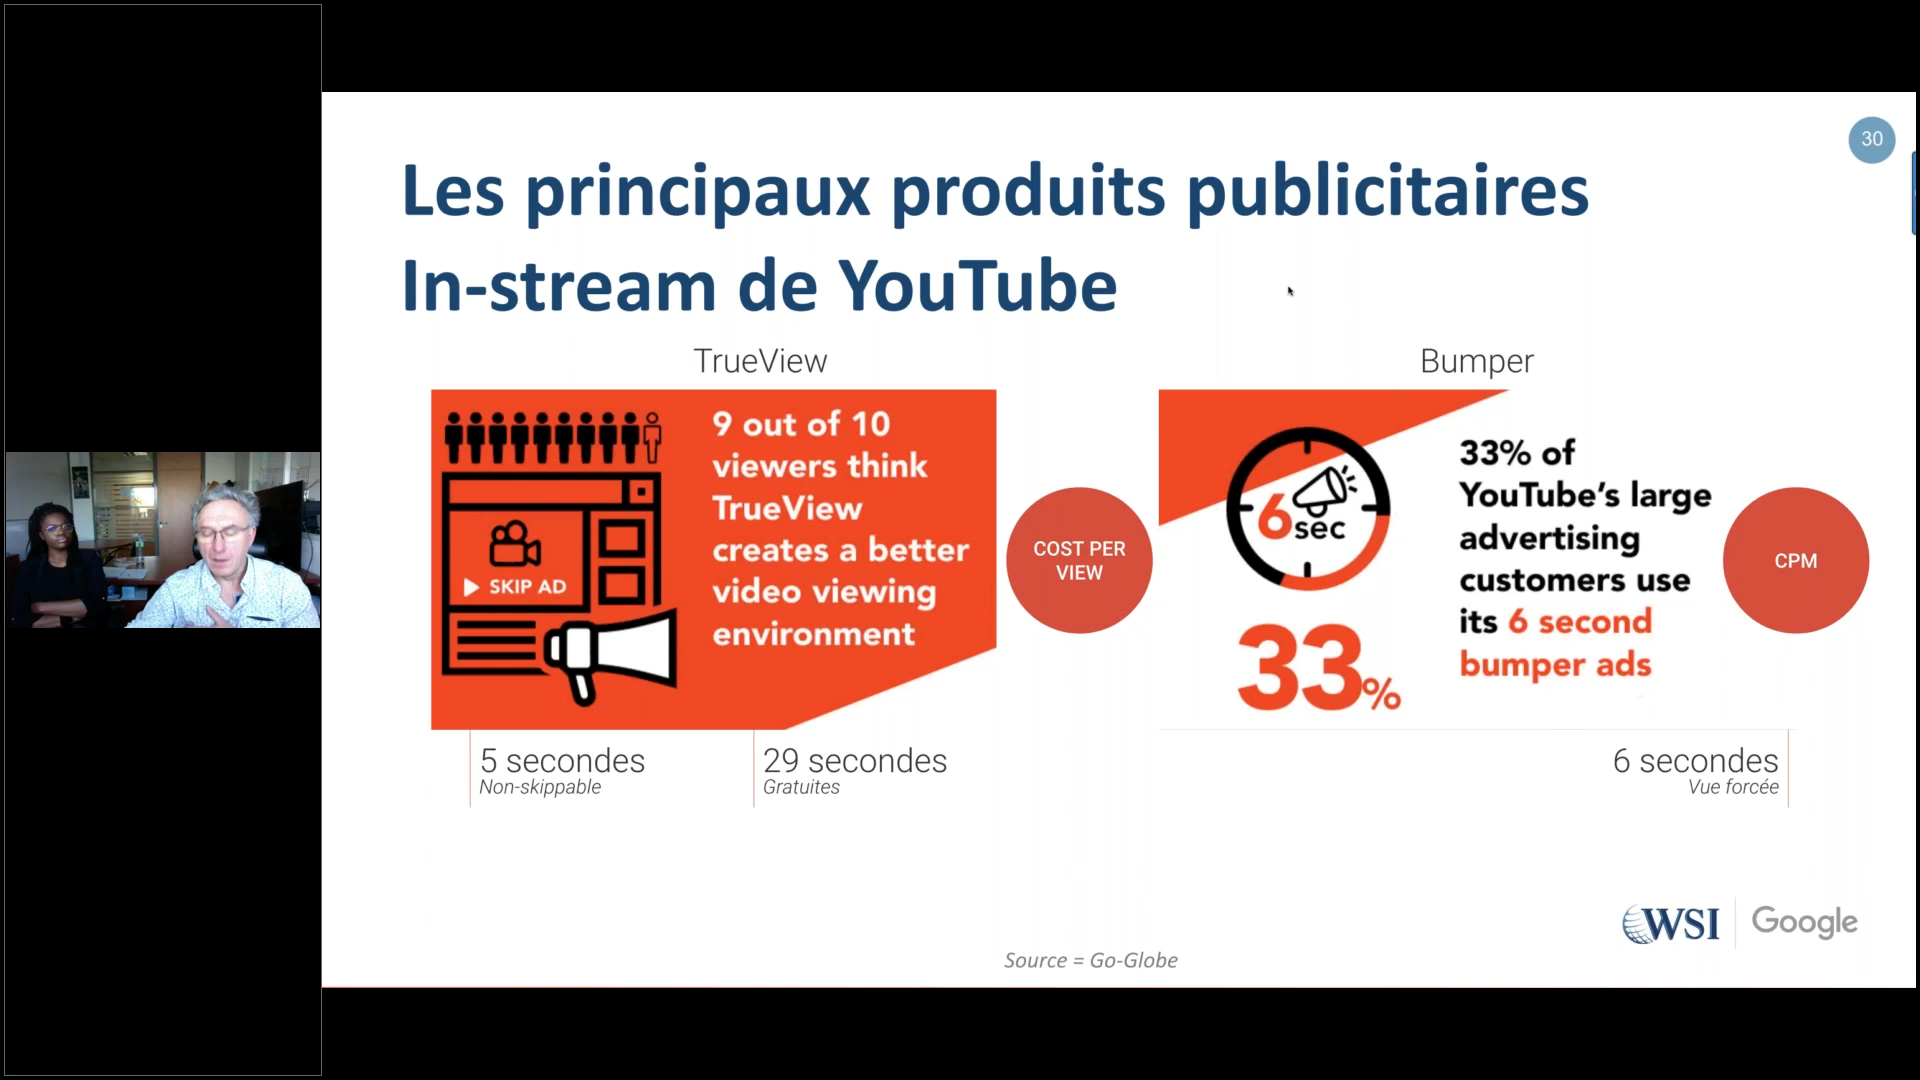 30
Les principaux produits publicitaires
In-stream de YouTube
TrueView
9 out of 10
viewers think
TrueView
creates a better
video viewing
environment
SKIP AD
COST PER
VIEW
5 secondes
Non-skippable
29 secondes
Gratuites
Bumper
6
sec
33%
33% of
YouTube's large
advertising
customers use
its 6 second
bumper ads
CPM
6 secondes
Vue forcée
WSI
Google
Source = Go-Globe